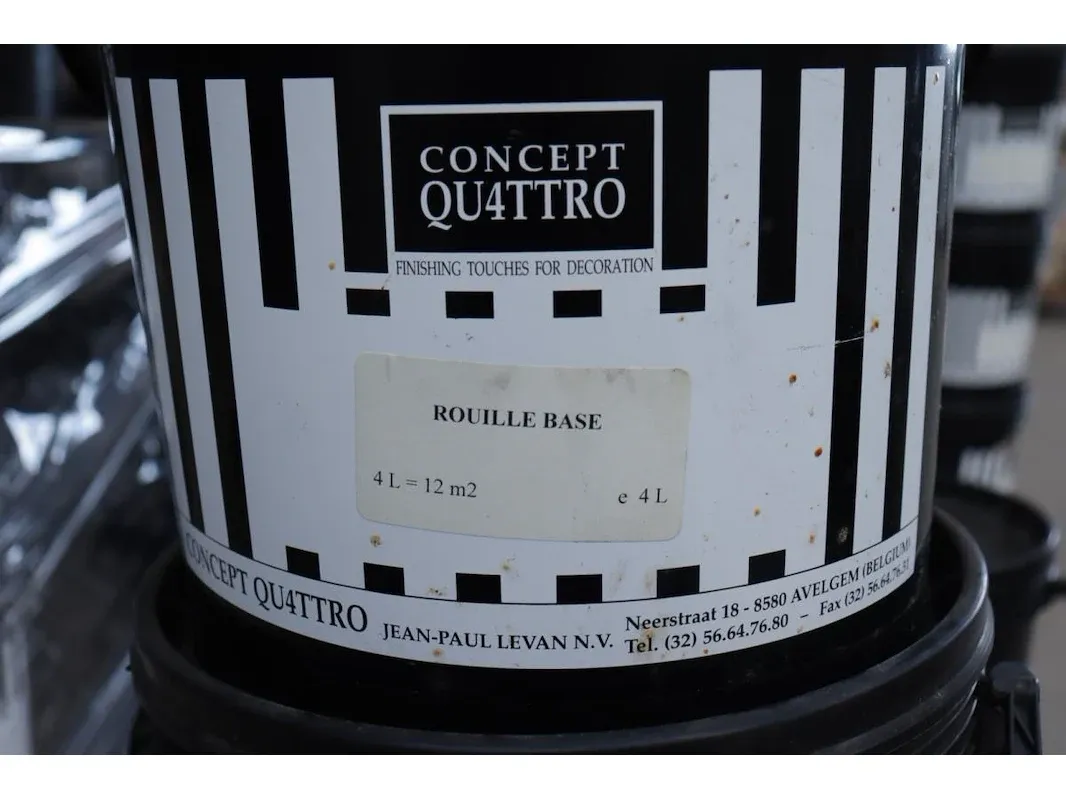 CONCEPT
QU4TTRO
FINISHING TOUCHES FOR DECORATION
ROUILLE BASE
4 L = 12 m2
e 4 L
CONCEPT QU4TTRO
JEAN-PAUL LEVAN N.V.
Neerstraat 18 - 8580 AVELGEM (BELGIUM)
Tel. (32) 56.64.76.80 - Fax (32) 56.64.76.31